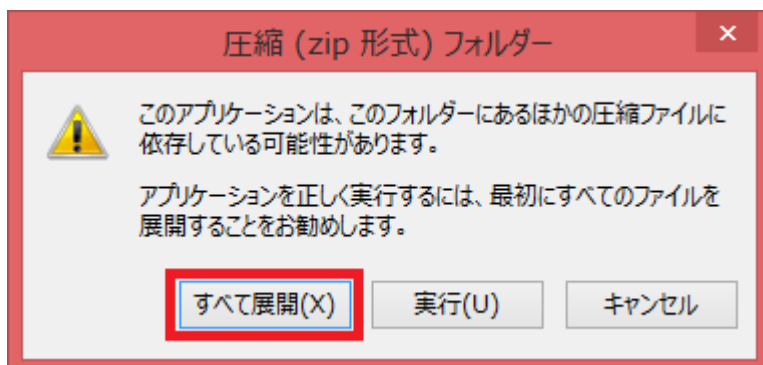 圧縮 (zip 形式) フォルダー
このアプリケーションは、このフォルダーにあるほかの圧縮ファイルに
依存している可能性があります。
アプリケーションを正しく実行するには、最初にすべてのファイルを
展開することをお勧めします。
すべて展開(X)
実行(U)
キャンセル